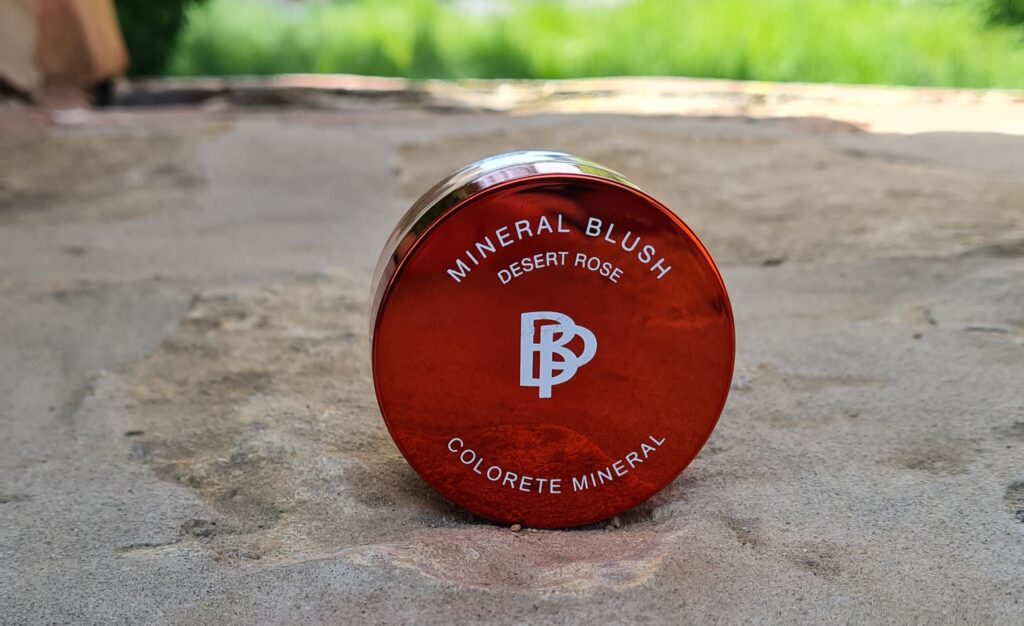 MINERAL BLUSH
DESERT ROSE
BP
COLORETE MINERAL